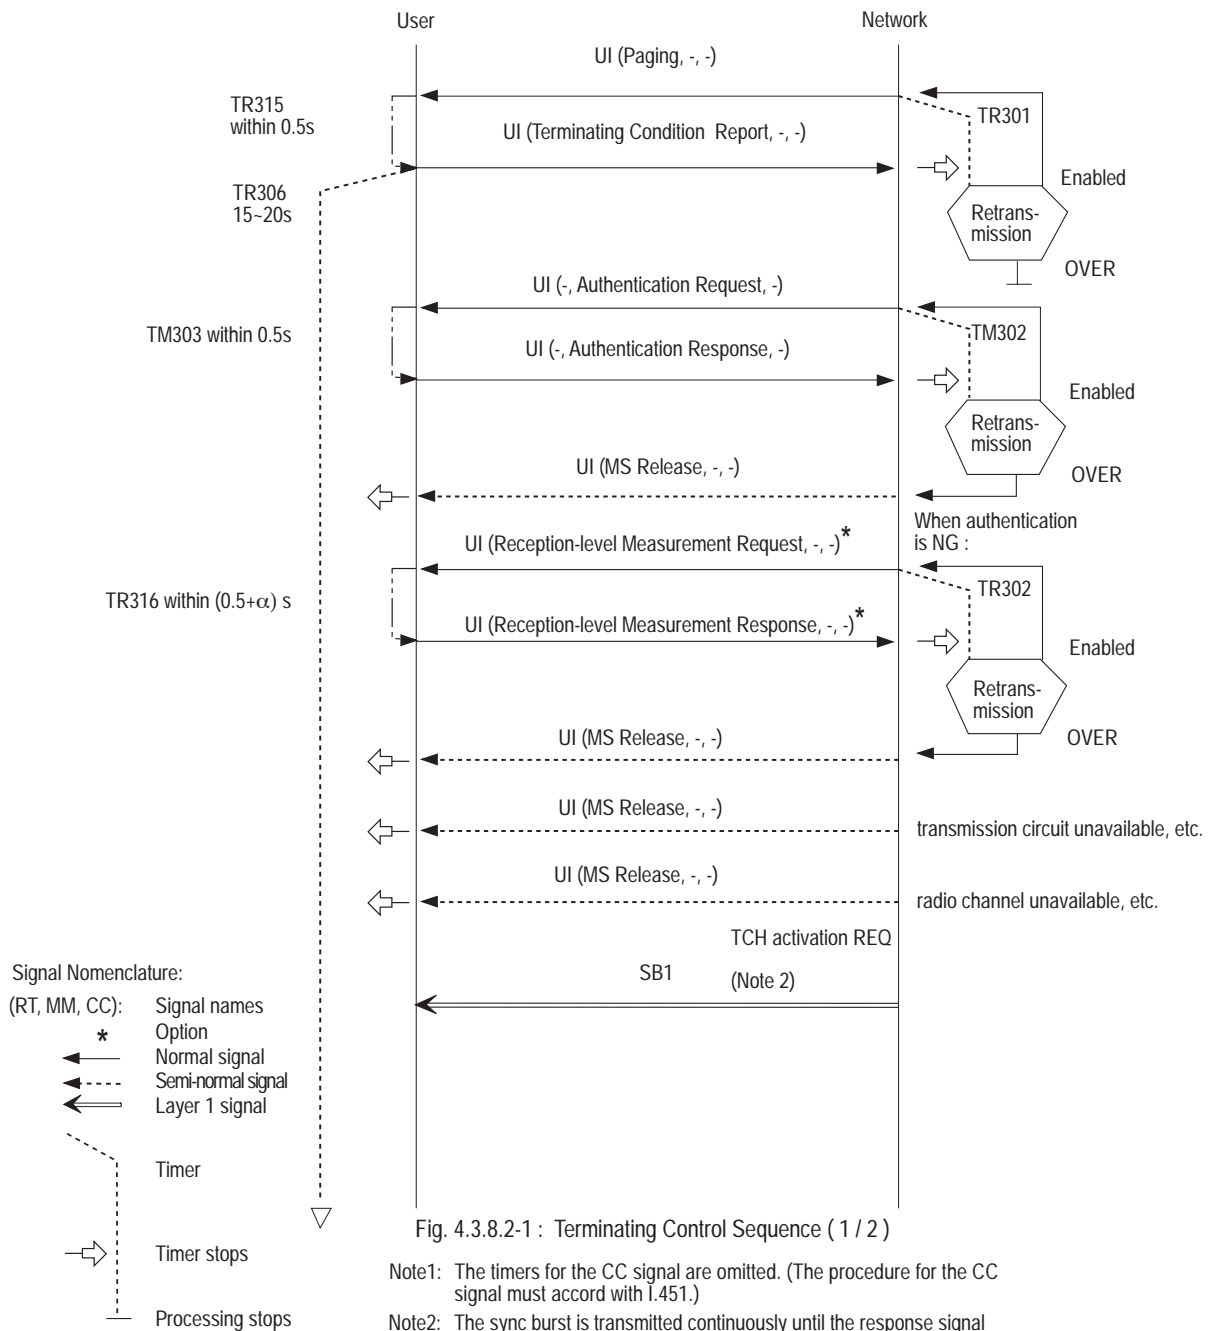 User
Network
UI (Paging, -, -)
TR315
within 0.5s
TR301
UI (Terminating Condition Report, -, -)
Enabled
TR306
15~20s
Retrans-
mission
OVER
UI (-, Authentication Request, -)
TM303 within 0.5s
TM302
UI (-, Authentication Response, -)
Enabled
Retrans-
mission
OVER
UI (MS Release, -, -)
When authentication
is NG :
UI (Reception-level Measurement Request, -, -)*
TR302
TR316 within (0.5+α) s
UI (Reception-level Measurement Response, -, -)*
Enabled
Retrans-
mission
OVER
UI (MS Release, -, -)
UI (MS Release, -, -)
transmission circuit unavailable, etc.
UI (MS Release, -, -)
radio channel unavailable, etc.
TCH activation REQ
SB1
(Note 2)
Signal Nomenclature:
(RT, MM, CC): Signal names
* Option
Normal signal
Semi-normal signal
Layer 1 signal
Timer
Timer stops
Processing stops
Fig. 4.3.8.2-1 : Terminating Control Sequence ( 1 / 2 )
Note1: The timers for the CC signal are omitted. (The procedure for the CC
signal must accord with I.451.)
Note2: The sync burst is transmitted continuously until the response signal